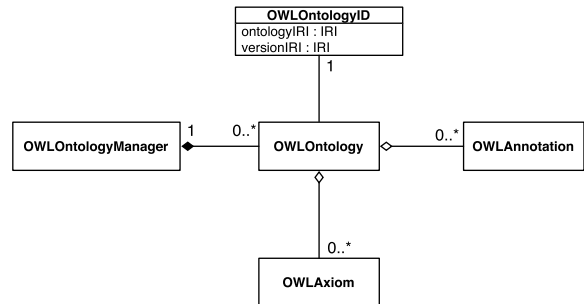 OWLOntologyID
ontologyIRI : IRI
versionIRI : IRI
1
1
0..*
0..*
OWLOntologyManager
OWLOntology
OWLAnnotation
0..*
OWLAxiom